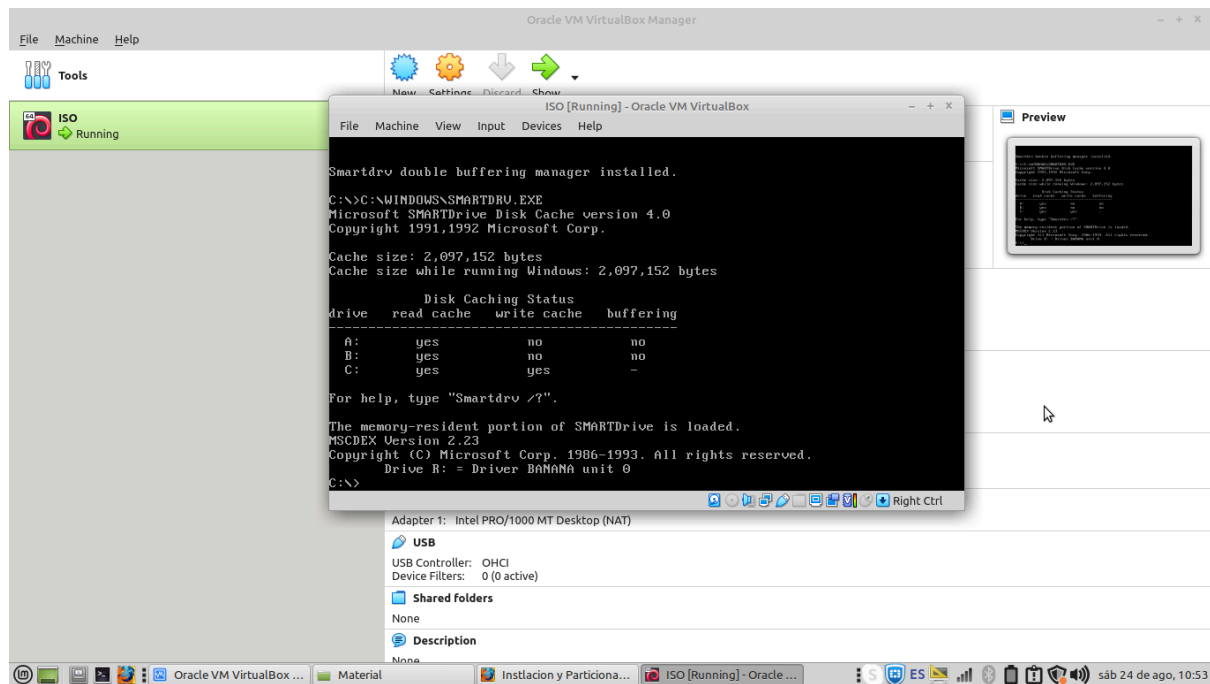 Oracle VM VirtualBox Manager
File Machine Help
Tools
New Settings Discard Show
ISO
Running
ISO [Running] - Oracle VM VirtualBox
File Machine View Input Devices Help
Preview
Smartdrv double buffering manager installed.
C:\>C:\WINDOWS\SMARTDRV.EXE
Microsoft SMARTDrive Disk Cache version 4.0
Copyright 1991,1992 Microsoft Corp.
Cache size: 2,097,152 bytes
Cache size while running Windows: 2,097,152 bytes
Disk Caching Status
drive read cache write cache buffering
-------------------------------------------
A: yes no no
B: yes no no
C: yes yes -
For help, type "Smartdrv /?".
The memory-resident portion of SMARTDrive is loaded.
MSCDEX Version 2.23
Copyright (C) Microsoft Corp. 1986-1993. All rights reserved.
Drive R: = Driver BANANA unit 0
C:\>
Right Ctrl
Adapter 1: Intel PRO/1000 MT Desktop (NAT)
USB
USB Controller: OHCI
Device Filters: 0 (0 active)
Shared folders
None
Description
None
Oracle VM VirtualBox ... Material Instlacion y Particiona... ISO [Running] - Oracle ... ES sáb 24 de ago, 10:53